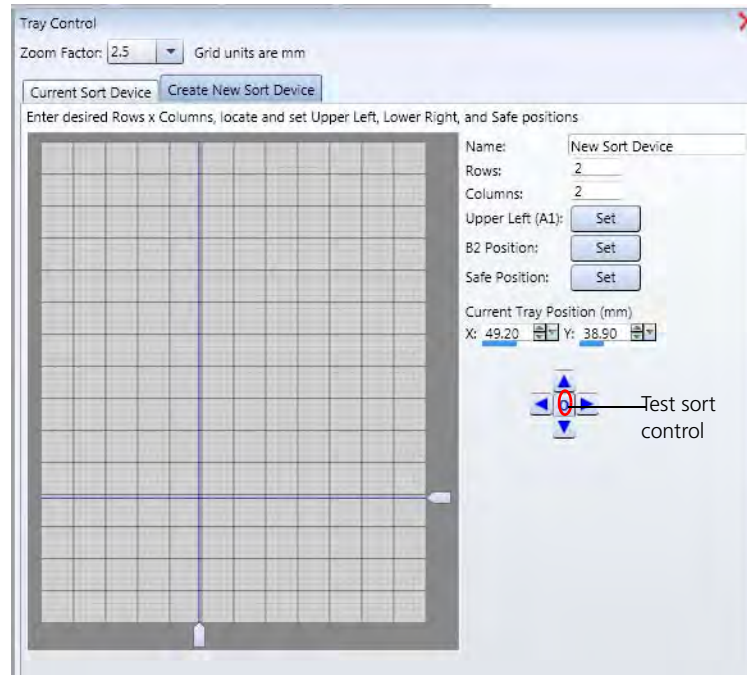 Tray Control
Zoom Factor: 2.5 Grid units are mm
Current Sort Device Create New Sort Device
Enter desired Rows x Columns, locate and set Upper Left, Lower Right, and Safe positions
Name: New Sort Device
Rows: 2
Columns: 2
Upper Left (A1): Set
B2 Position: Set
Safe Position: Set
Current Tray Position (mm)
X: 49.20 Y: 38.90
Test sort
control